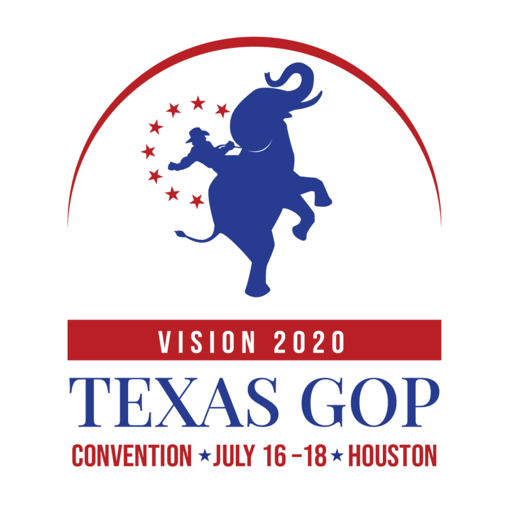 VISION 2020
TEXAS GOP
CONVENTION ★ JULY 16 –18 ★ HOUSTON